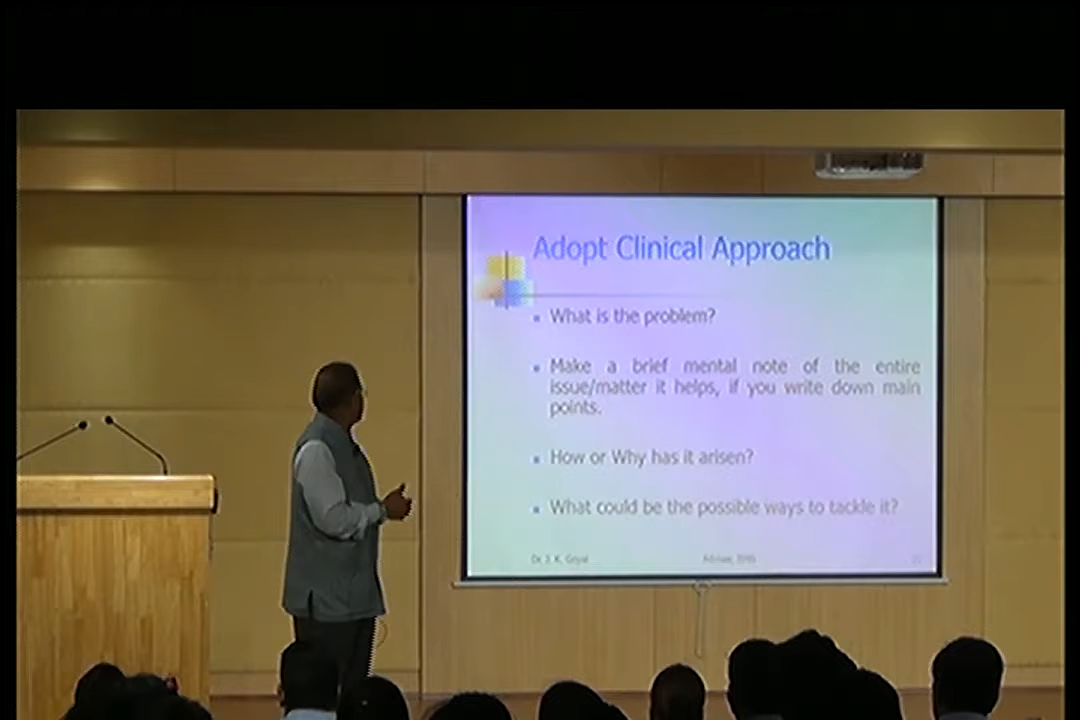 Adopt Clinical Approach
What is the problem?
Make a brief mental note of the entire
issue/matter it helps, if you write down main
points.
How or Why has it arisen?
What could be the possible ways to tackle it?
Dr. J. K. Goyal